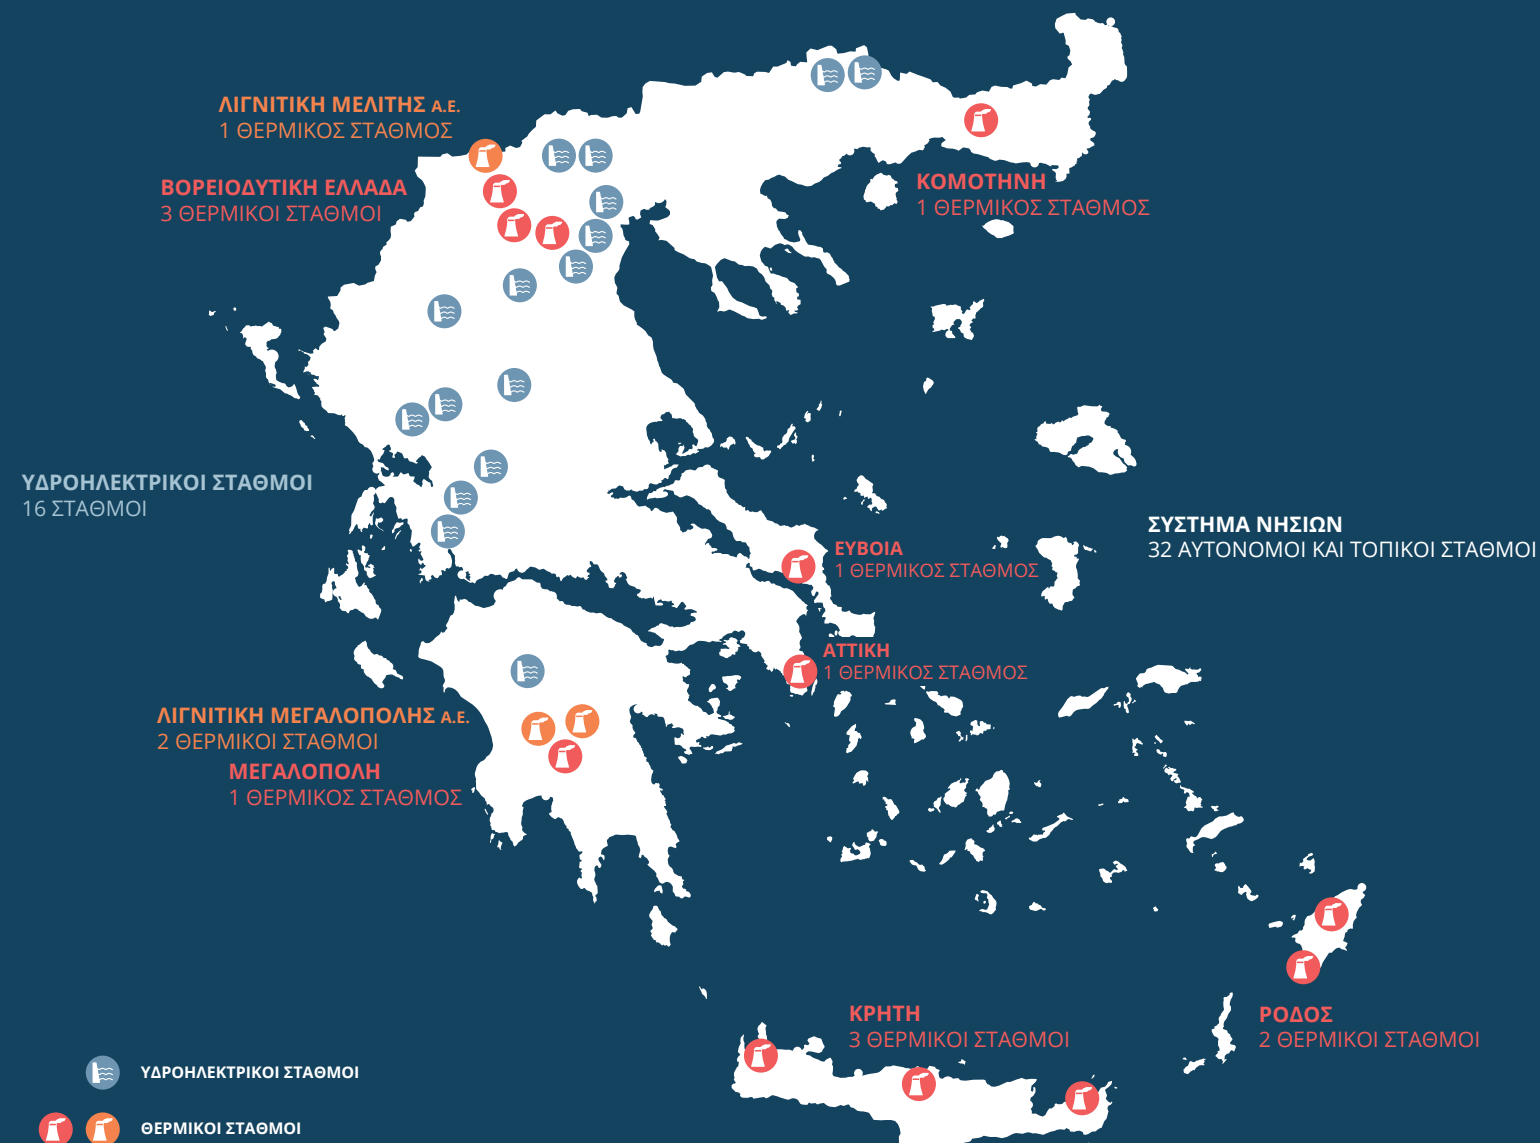 ΛΙΓΝΙΤΙΚΗ ΜΕΛΙΤΗΣ Α.Ε.
1 ΘΕΡΜΙΚΟΣ ΣΤΑΘΜΟΣ
ΒΟΡΕΙΟΔΥΤΙΚΗ ΕΛΛΑΔΑ
3 ΘΕΡΜΙΚΟΙ ΣΤΑΘΜΟΙ
ΚΟΜΟΤΗΝΗ
1 ΘΕΡΜΙΚΟΣ ΣΤΑΘΜΟΣ
ΥΔΡΟΗΛΕΚΤΡΙΚΟΙ ΣΤΑΘΜΟΙ
16 ΣΤΑΘΜΟΙ
ΣΥΣΤΗΜΑ ΝΗΣΙΩΝ
32 ΑΥΤΟΝΟΜΟΙ ΚΑΙ ΤΟΠΙΚΟΙ ΣΤΑΘΜΟΙ
ΕΥΒΟΙΑ
1 ΘΕΡΜΙΚΟΣ ΣΤΑΘΜΟΣ
ΑΤΤΙΚΗ
1 ΘΕΡΜΙΚΟΣ ΣΤΑΘΜΟΣ
ΛΙΓΝΙΤΙΚΗ ΜΕΓΑΛΟΠΟΛΗΣ Α.Ε.
2 ΘΕΡΜΙΚΟΙ ΣΤΑΘΜΟΙ
ΜΕΓΑΛΟΠΟΛΗ
1 ΘΕΡΜΙΚΟΣ ΣΤΑΘΜΟΣ
ΚΡΗΤΗ
3 ΘΕΡΜΙΚΟΙ ΣΤΑΘΜΟΙ
ΡΟΔΟΣ
2 ΘΕΡΜΙΚΟΙ ΣΤΑΘΜΟΙ
ΥΔΡΟΗΛΕΚΤΡΙΚΟΙ ΣΤΑΘΜΟΙ
ΘΕΡΜΙΚΟΙ ΣΤΑΘΜΟΙ